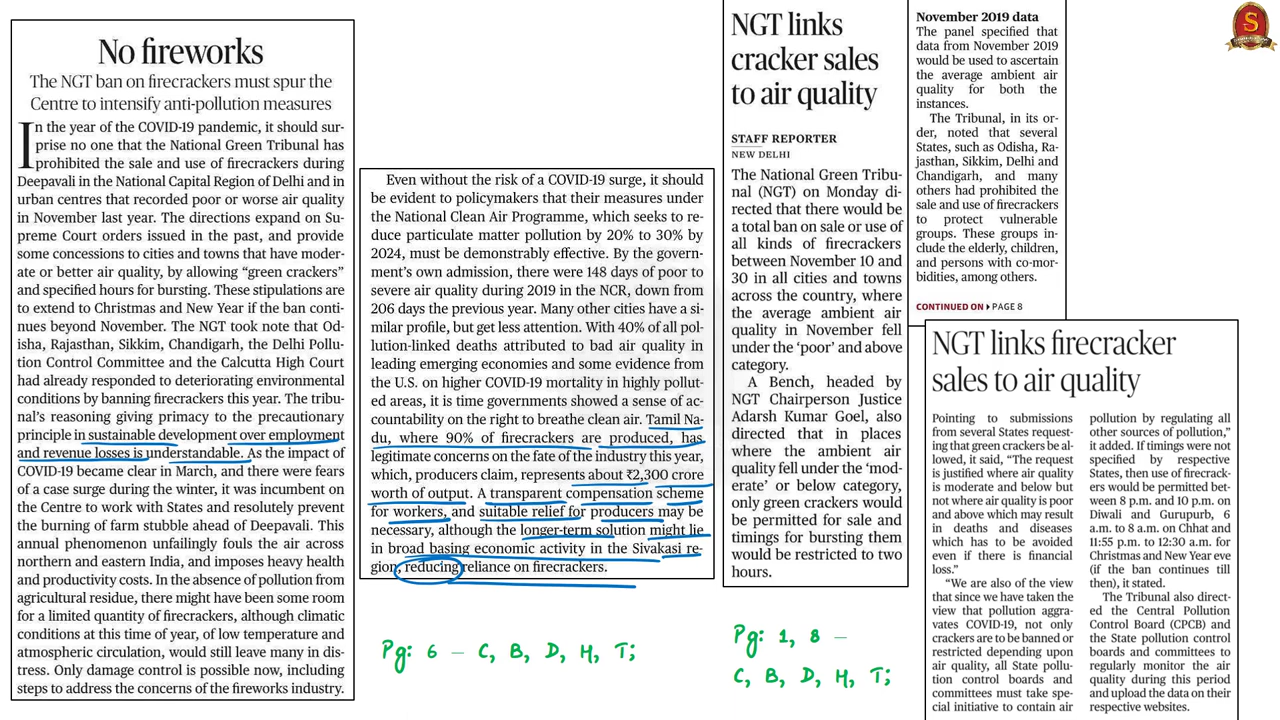 No fireworks
The NGT ban on firecrackers must spur the
Centre to intensify anti-pollution measures
In the year of the COVID-19 pandemic, it should sur-
prise no one that the National Green Tribunal has
prohibited the sale and use of firecrackers during
Deepavali in the National Capital Region of Delhi and in
urban centres that recorded poor or worse air quality
in November last year. The directions expand on Su-
preme Court orders issued in the past, and provide
some concessions to cities and towns that have moder-
ate or better air quality, by allowing “green crackers”
and specified hours for bursting. These stipulations are
to extend to Christmas and New Year if the ban conti-
nues beyond November. The NGT took note that Od-
isha, Rajasthan, Sikkim, Chandigarh, the Delhi Pollu-
tion Control Committee and the Calcutta High Court
had already responded to deteriorating environmental
conditions by banning firecrackers this year. The tribu-
nal’s reasoning giving primacy to the precautionary
principle in sustainable development over employment
and revenue losses is understandable. As the impact of
COVID-19 became clear in March, and there were fears
of a case surge during the winter, it was incumbent on
the Centre to work with States and resolutely prevent
the burning of farm stubble ahead of Deepavali. This
annual phenomenon unfailingly fouls the air across
northern and eastern India, and imposes heavy health
and productivity costs. In the absence of pollution from
agricultural residue, there might have been some room
for a limited quantity of firecrackers, although climatic
conditions at this time of year, of low temperature and
atmospheric circulation, would still leave many in dis-
tress. Only damage control is possible now, including
steps to address the concerns of the fireworks industry.
Even without the risk of a COVID-19 surge, it should
be evident to policymakers that their measures under
the National Clean Air Programme, which seeks to re-
duce particulate matter pollution by 20% to 30% by
2024, must be demonstrably effective. By the govern-
ment’s own admission, there were 148 days of poor to
severe air quality during 2019 in the NCR, down from
206 days the previous year. Many other cities have a si-
milar profile, but get less attention. With 40% of all pol-
lution-linked deaths attributed to bad air quality in
leading emerging economies and some evidence from
the U.S. on higher COVID-19 mortality in highly pollut-
ed areas, it is time governments showed a sense of ac-
countability on the right to breathe clean air. Tamil Na-
du, where 90% of firecrackers are produced, has
legitimate concerns on the fate of the industry this year,
which, producers claim, represents about ₹2,300 crore
worth of output. A transparent compensation scheme
for workers, and suitable relief for producers may be
necessary, although the longer-term solution might lie
in broad basing economic activity in the Sivakasi re-
gion, reducing reliance on firecrackers.
Pg: 6 – C, B, D, H, T;
NGT links
cracker sales
to air quality
STAFF REPORTER
NEW DELHI
The National Green Tribu-
nal (NGT) on Monday di-
rected that there would be
a total ban on sale or use of
all kinds of firecrackers
between November 10 and
30 in all cities and towns
across the country, where
the average ambient air
quality in November fell
under the ‘poor’ and above
category.
A Bench, headed by
NGT Chairperson Justice
Adarsh Kumar Goel, also
directed that in places
where the ambient air
quality fell under the ‘mod-
erate’ or below category,
only green crackers would
be permitted for sale and
timings for bursting them
would be restricted to two
hours.
Pg: 1, 8 –
C, B, D, H, T;
November 2019 data
The panel specified that
data from November 2019
would be used to ascertain
the average ambient air
quality for both the
instances.
The Tribunal, in its or-
der, noted that several
States, such as Odisha, Ra-
jasthan, Sikkim, Delhi and
Chandigarh, and many
others had prohibited the
sale and use of firecrackers
to protect vulnerable
groups. These groups in-
clude the elderly, children,
and persons with co-mor-
bidities, among others.
CONTINUED ON PAGE 8
NGT links firecracker
sales to air quality
Pointing to submissions
from several States request-
ing that green crackers be al-
lowed, it said, “The request
is justified where air quality
is moderate and below but
not where air quality is poor
and above which may result
in deaths and diseases
which has to be avoided
even if there is financial
loss.”
“We are also of the view
that since we have taken the
view that pollution aggra-
vates COVID-19, not only
crackers are to be banned or
restricted depending upon
air quality, all State pollu-
tion control boards and
committees must take spe-
cial initiative to contain air
pollution by regulating all
other sources of pollution,”
it added. If timings were not
specified by respective
States, then use of firecrack-
ers would be permitted bet-
ween 8 p.m. and 10 p.m. on
Diwali and Gurupurb, 6
a.m. to 8 a.m. on Chhat and
11:55 p.m. to 12:30 a.m. for
Christmas and New Year eve
(if the ban continues till
then), it stated.
The Tribunal also direct-
ed the Central Pollution
Control Board (CPCB) and
the State pollution control
boards and committees to
regularly monitor the air
quality during this period
and upload the data on their
respective websites.
S